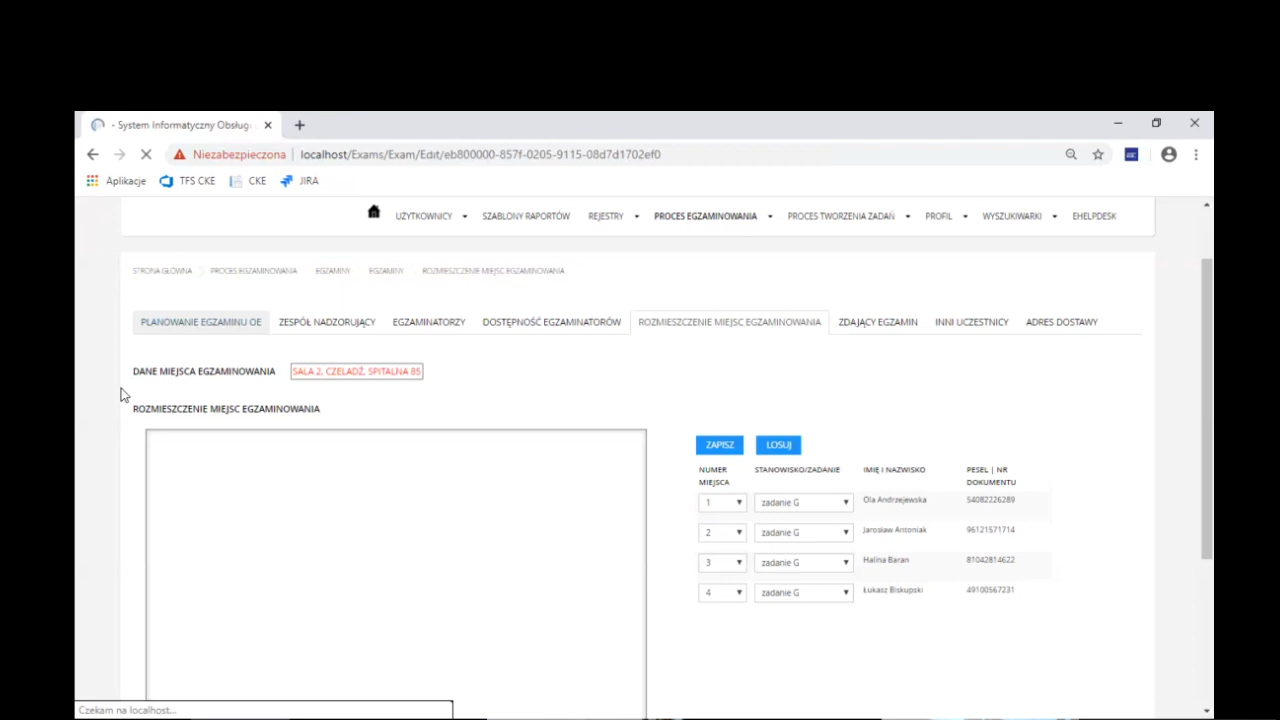 - System Informatyczny Obsług
Niezabezpieczona | localhost/Exams/Exam/Edit/eb800000-857f-0205-9115-08d7d1702ef0
Aplikacje TFS CKE CKE JIRA
UŻYTKOWNICY SZABLONY RAPORTÓW REJESTRY PROCES EGZAMINOWANIA PROCES TWORZENIA ZADAŃ PROFIL WYSZUKIWARKI EHELPDESK
STRONA GŁÓWNA PROCES EGZAMINOWANIA EGZAMINY EGZAMINY ROZMIESZCZENIE MIEJSC EGZAMINOWANIA
PLANOWANIE EGZAMINU OE ZESPÓŁ NADZORUJĄCY EGZAMINATORZY DOSTĘPNOŚĆ EGZAMINATORÓW ROZMIESZCZENIE MIEJSC EGZAMINOWANIA ZDAJĄCY EGZAMIN INNI UCZESTNICY ADRES DOSTAWY
DANE MIEJSCA EGZAMINOWANIA SALA 2, CZELADŹ, SPITALNA 85
ROZMIESZCZENIE MIEJSC EGZAMINOWANIA
ZAPISZ LOSUJ
NUMER MIEJSCA STANOWISKO/ZADANIE IMIĘ I NAZWISKO PESEL | NR DOKUMENTU
1 zadanie G Ola Andrzejewska 54082226289
2 zadanie G Jarosław Antoniak 96121571714
3 zadanie G Halina Baran 81042814622
4 zadanie G Łukasz Biskupski 49100567231
Czekam na localhost...